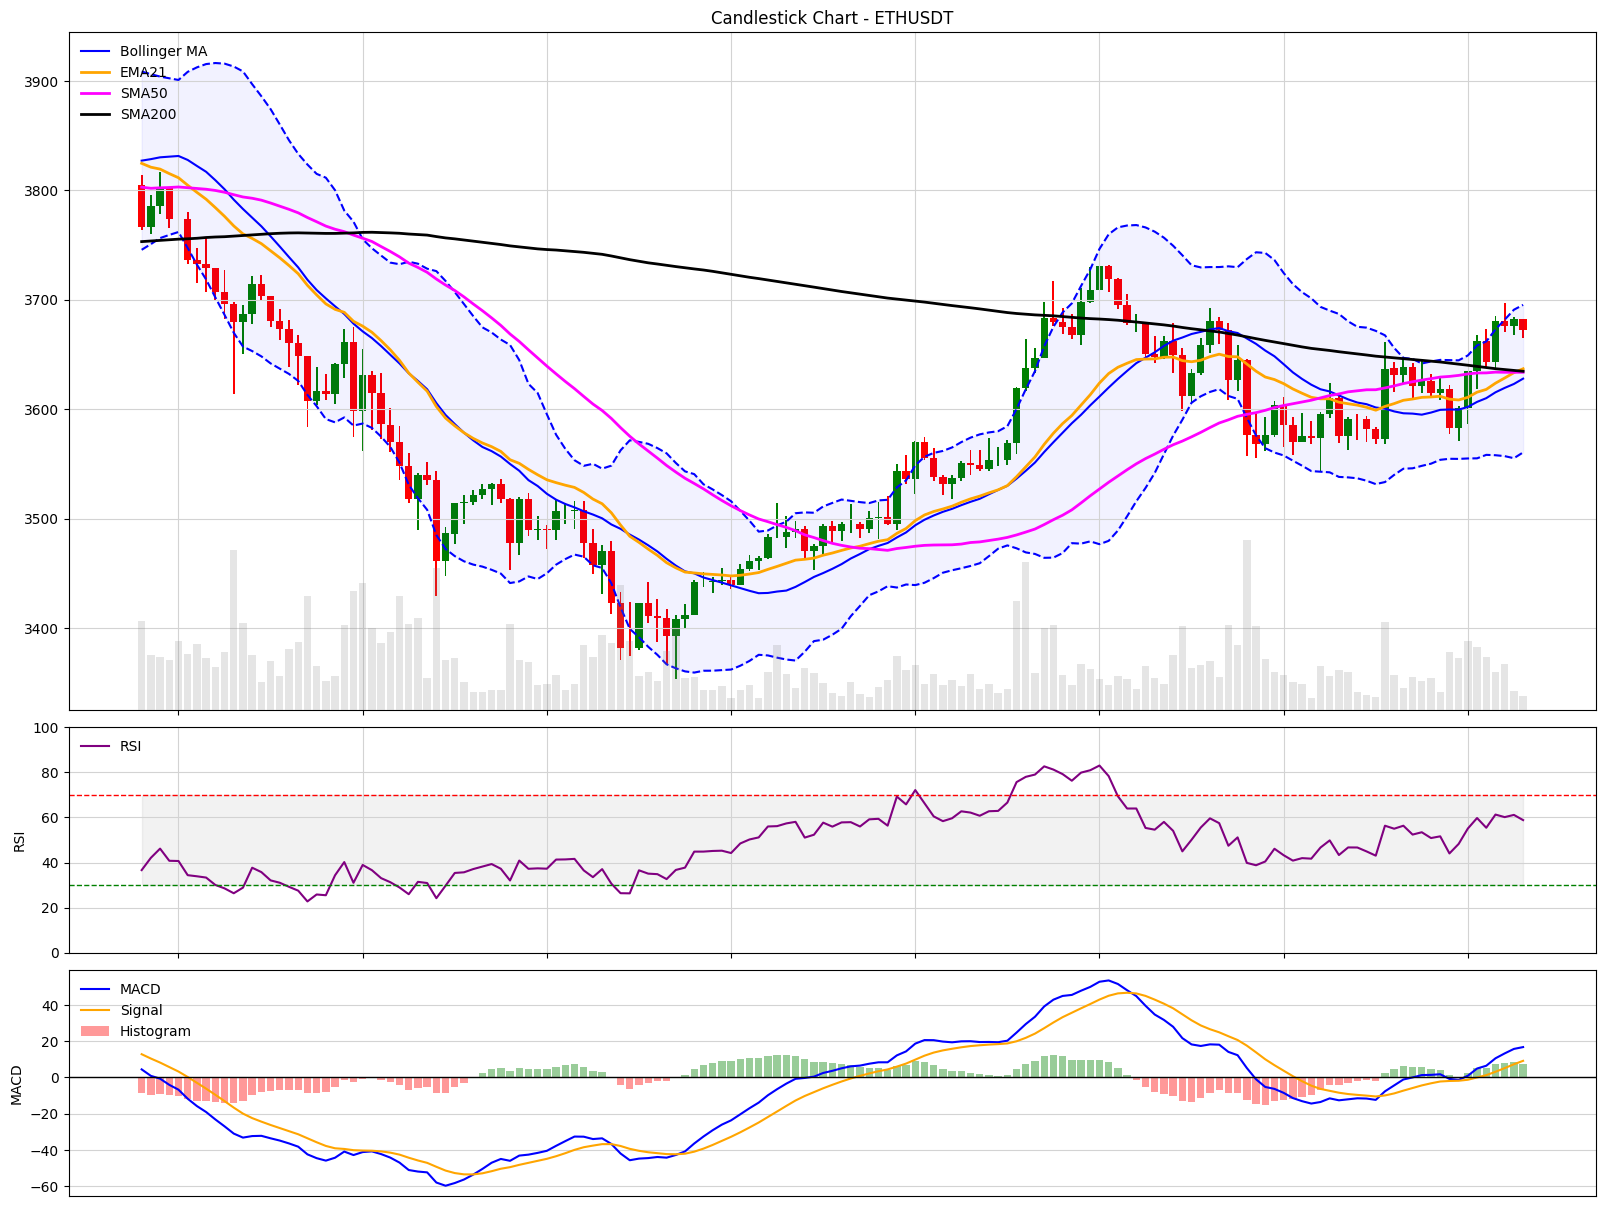 Candlestick Chart - ETHUSDT
Bollinger MA
EMA21
SMA50
SMA200
3900
3800
3700
3600
3500
3400
RSI
100
80
60
40
20
0
RSI
MACD
Signal
Histogram
40
20
0
−20
−40
−60
MACD